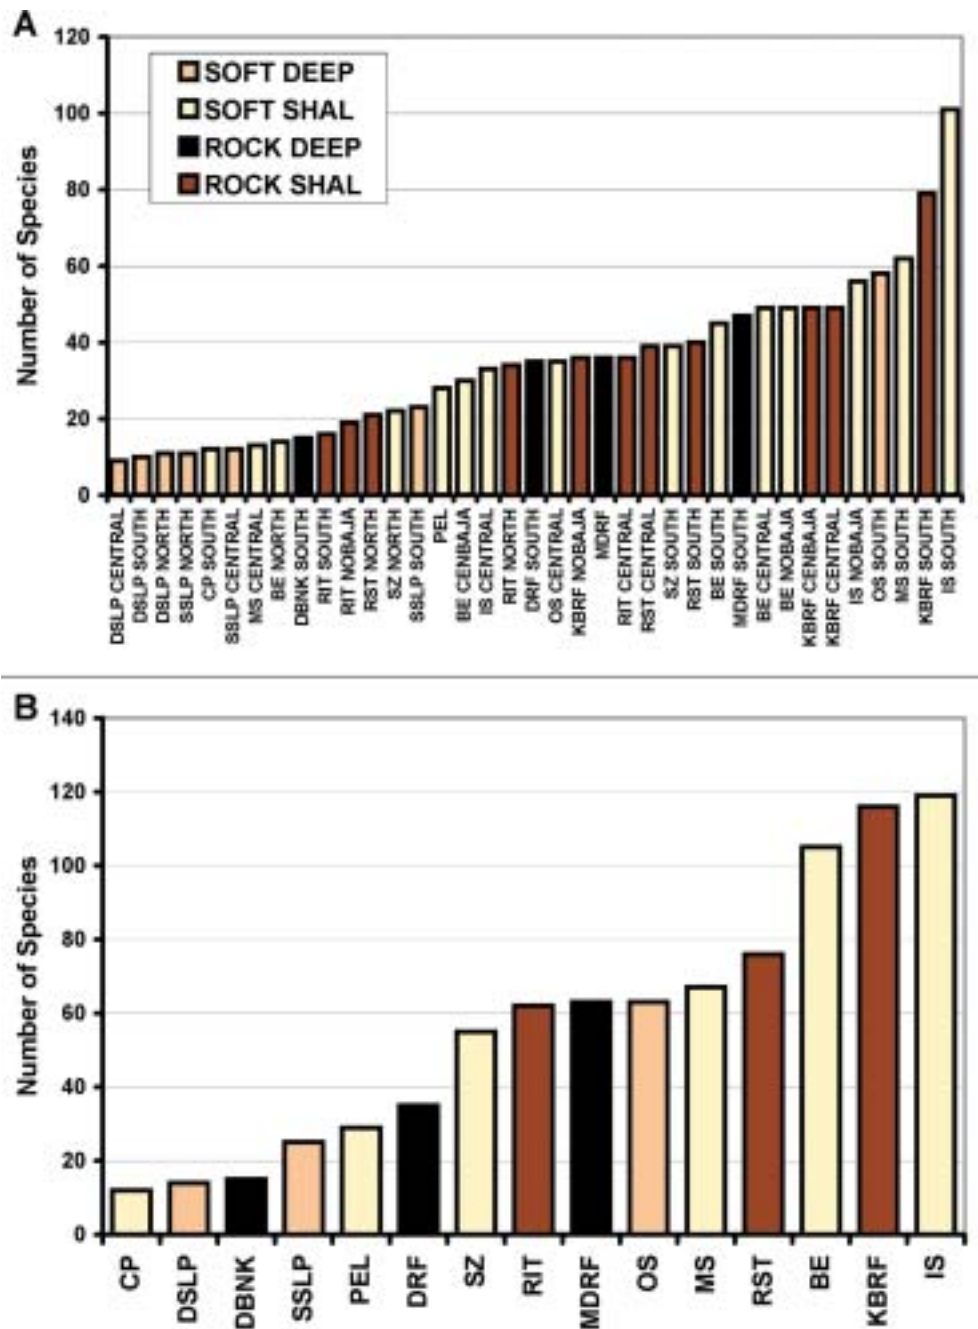 A
120
100
80
60
40
20
0
Number of Species
SOFT DEEP
SOFT SHAL
ROCK DEEP
ROCK SHAL
DSLP CENTRAL
DSLP SOUTH
DSLP NORTH
SSLP NORTH
CP SOUTH
SSLP CENTRAL
MS CENTRAL
BE NORTH
DBNK SOUTH
RIT SOUTH
RIT NOBAJA
RST NORTH
SZ NORTH
SSLP SOUTH
PEL
BE CENBAJA
IS CENTRAL
RIT NORTH
DRF SOUTH
OS CENTRAL
KBRF NOBAJA
MDRF
RIT CENTRAL
RST CENTRAL
SZ SOUTH
RST SOUTH
BE SOUTH
MDRF SOUTH
BE CENTRAL
BE NOBAJA
KBRF CENBAJA
KBRF CENTRAL
IS NOBAJA
OS SOUTH
MS SOUTH
KBRF SOUTH
IS SOUTH
B
140
120
100
80
60
40
20
0
Number of Species
CP
DSLP
DBNK
SSLP
PEL
DRF
SZ
RIT
MDRF
OS
MS
RST
BE
KBRF
IS